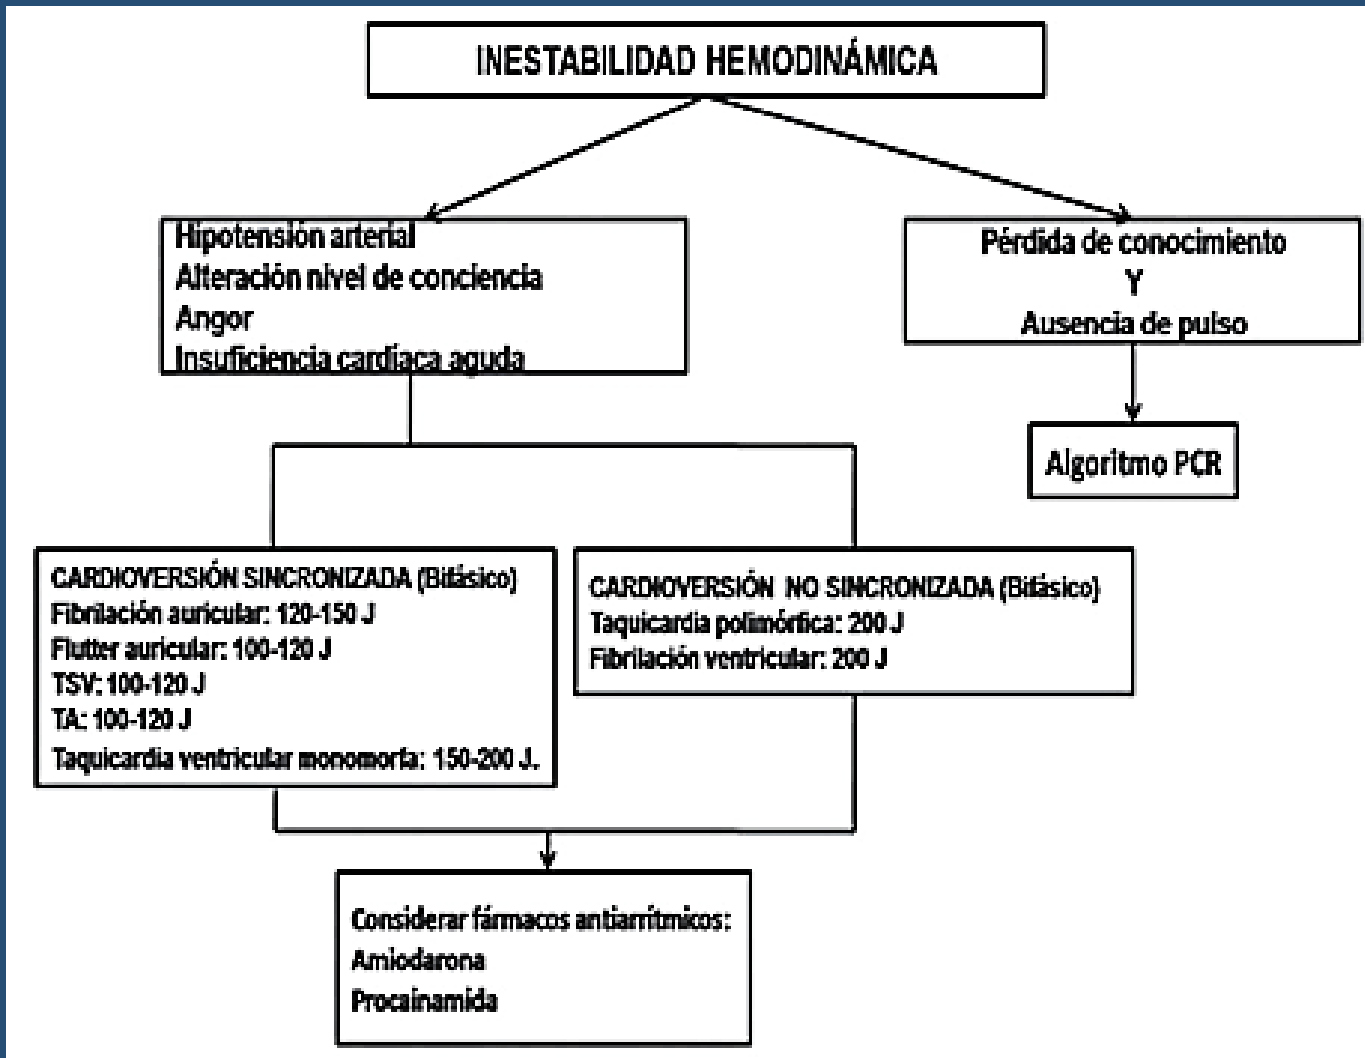 INESTABILIDAD HEMODINÁMICA
Hipotensión arterial
Alteración nivel de conciencia
Angor
Insuficiencia cardíaca aguda
Pérdida de conocimiento
Y
Ausencia de pulso
Algoritmo PCR
CARDIOVERSIÓN SINCRONIZADA (Bifásico)
Fibrilación auricular: 120-150 J
Flutter auricular: 100-120 J
TSV: 100-120 J
TA: 100-120 J
Taquicardia ventricular monomorfa: 150-200 J.
CARDIOVERSIÓN NO SINCRONIZADA (Bifásico)
Taquicardia polimórfica: 200 J
Fibrilación ventricular: 200 J
Considerar fármacos antiarrítmicos:
Amiodarona
Procainamida